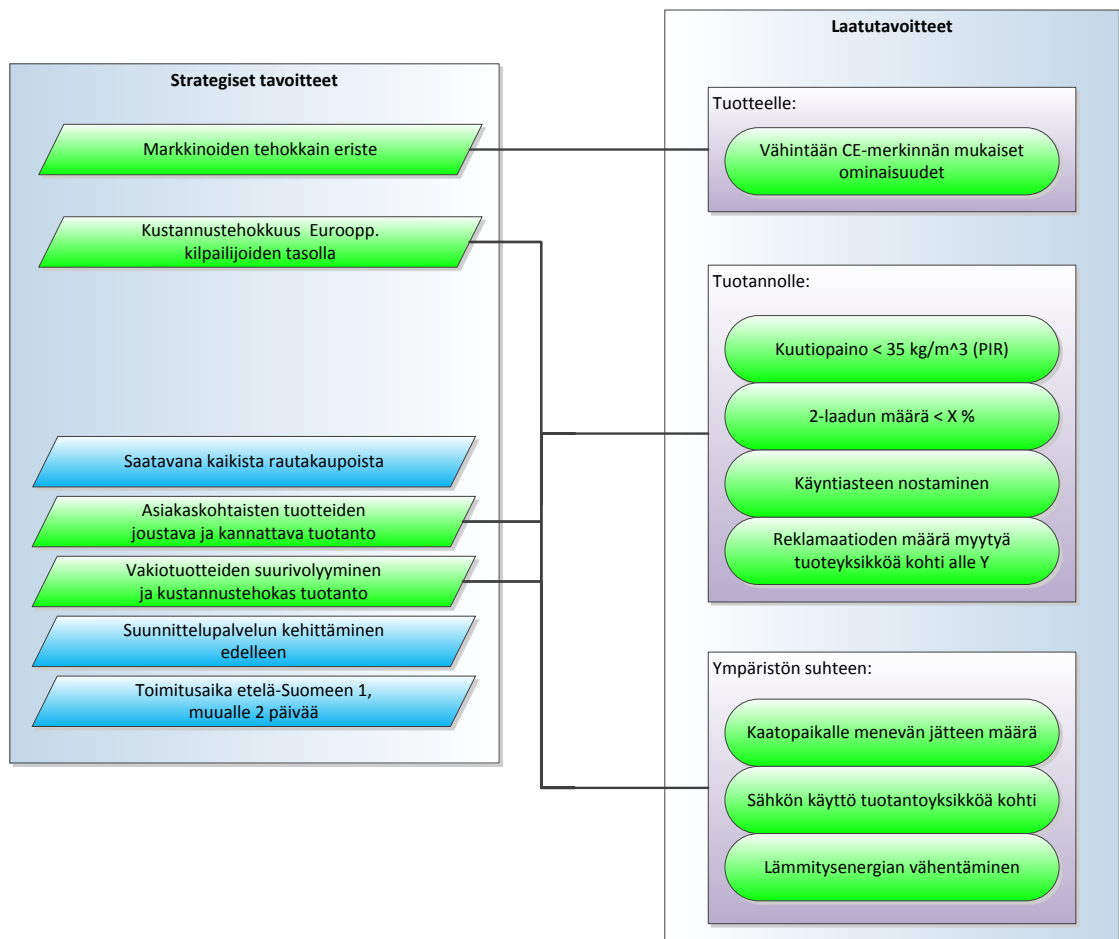 Strategiset tavoitteet
Markkinoiden tehokkain eriste
Kustannustehokkuus Euroopp.
kilpailijoiden tasolla
Saatavana kaikista rautakaupoista
Asiakaskohtaisten tuotteiden
joustava ja kannattava tuotanto
Vakiotuotteiden suurivolyyminen
ja kustannustehokas tuotanto
Suunnittelupalvelun kehittäminen
edelleen
Toimitusaika etelä-Suomeen 1,
muualle 2 päivää
Laatutavoitteet
Tuotteelle:
Vähintään CE-merkinnän mukaiset
ominaisuudet
Tuotannolle:
Kuutiopaino < 35 kg/m^3 (PIR)
2-laadun määrä < X %
Käyntiasteen nostaminen
Reklamaatioden määrä myytyä
tuoteyksikköä kohti alle Y
Ympäristön suhteen:
Kaatopaikalle menevän jätteen määrä
Sähkön käyttö tuotantoyksikköä kohti
Lämmitysenergian vähentäminen